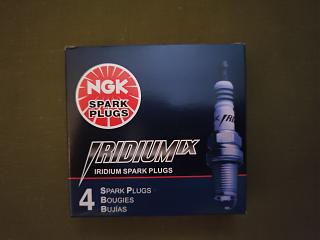 NGK
SPARK
PLUGS
IRIDIUM IX
IRIDIUM SPARK PLUGS
4 SPARK PLUGS
BOUGIES
BUJÍAS